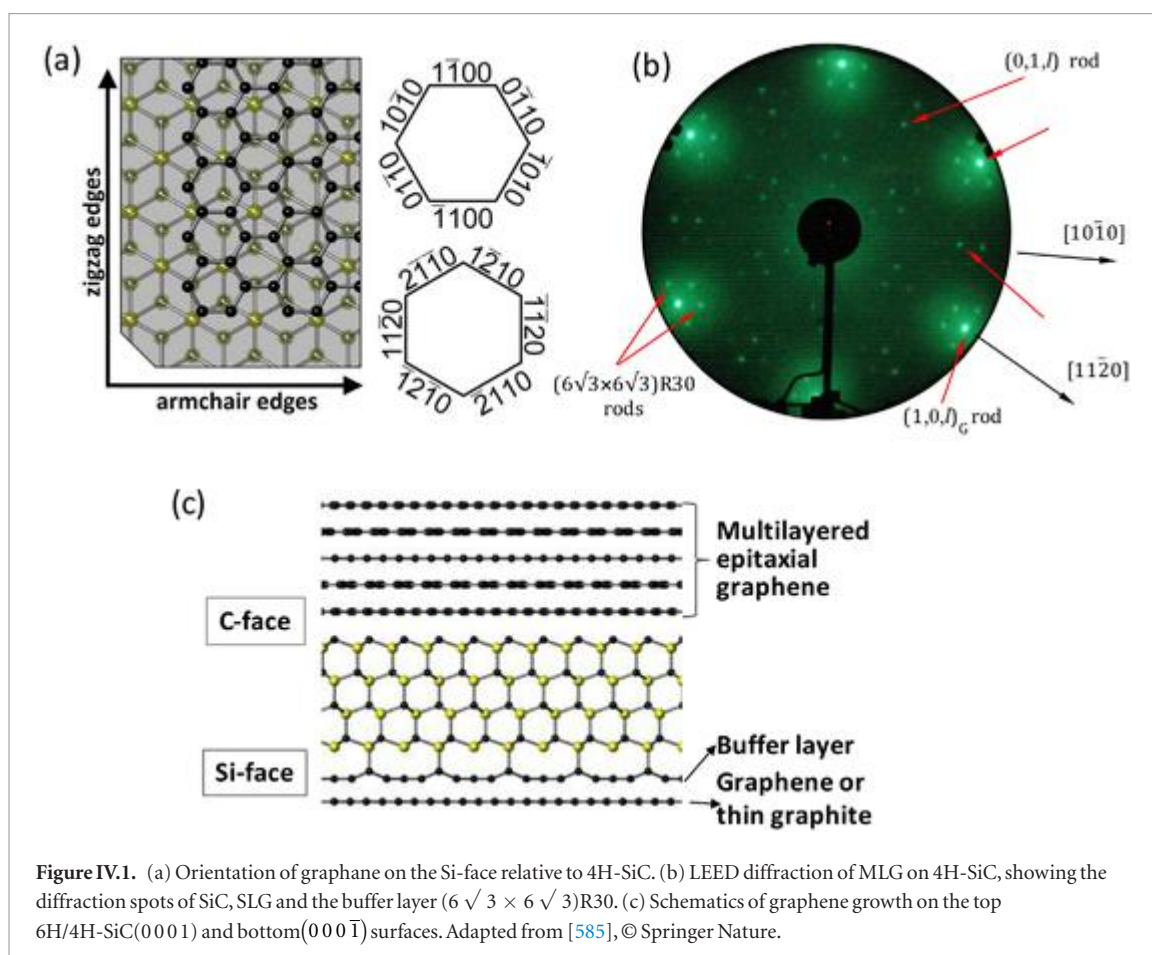 (a)
zigzag edges
armchair edges
11̄00
101̄0
01̄10
011̄0
1̄010
1̄100
21̄1̄0
12̄10
112̄0
1̄1̄20
1̄21̄0
2̄110
(b)
(0,1,l) rod
[101̄0]
[112̄0]
(6√3×6√3)R30
rods
(1,0,l)G rod
(c)
Multilayered
epitaxial
graphene
C-face
Si-face
Buffer layer
Graphene or
thin graphite
Figure IV.1. (a) Orientation of graphane on the Si-face relative to 4H-SiC. (b) LEED diffraction of MLG on 4H-SiC, showing the
diffraction spots of SiC, SLG and the buffer layer (6 √ 3 × 6 √ 3)R30. (c) Schematics of graphene growth on the top
6H/4H-SiC(0 0 0 1) and bottom(0 0 0 1̄) surfaces. Adapted from [585], © Springer Nature.